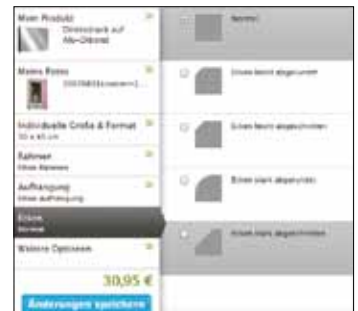 Mein Produkt
Direktdruck auf
Alu-Dibond
Meine Fotos
Individuelle Größe & Format
Rahmen
Ohne Rahmen
Aufhängung
Ohne Aufhängung
Ecken
Normal
Weitere Optionen
30,95 €
Änderungen speichern
Normal
Ecken leicht abgerundet
Ecken leicht abgeschnitten
Ecken stark abgerundet
Ecken stark abgeschnitten